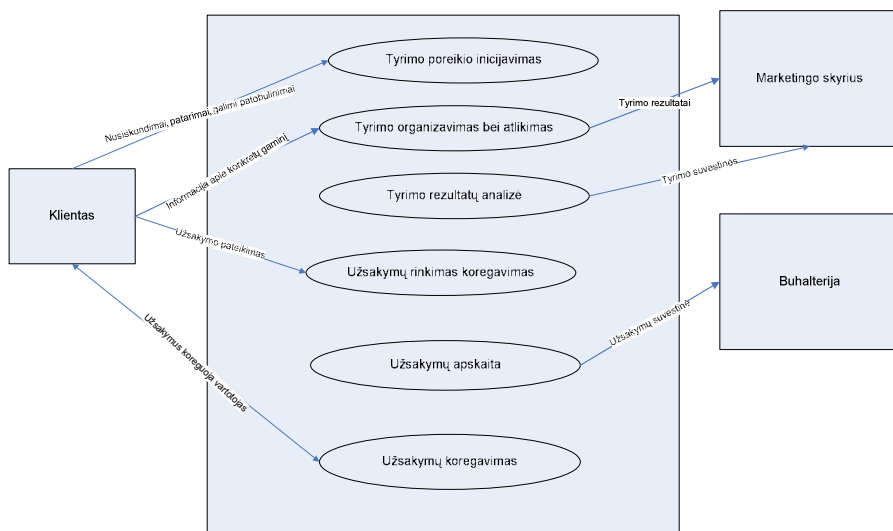 Tyrimo poreikio inicijavimas
Marketingo skyrius
Nusiskundimai, patarimai, galimi patobulinimai
Tyrimo rezultatai
Tyrimo organizavimas bei atlikimas
Informacija apie konkretų gaminį
Tyrimo suvestinės
Tyrimo rezultatų analizė
Klientas
Užsakymo pateikimas
Užsakymų rinkimas koregavimas
Buhalterija
Užsakymų suvestinė
Užsakymus koreguoja vartotojas
Užsakymų apskaita
Užsakymų koregavimas